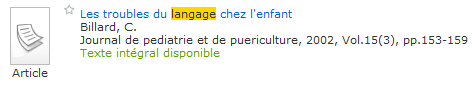 Les troubles du langage chez l'enfant
Billard, C.
Journal de pediatrie et de puericulture, 2002, Vol.15(3), pp.153-159
Texte intégral disponible
Article